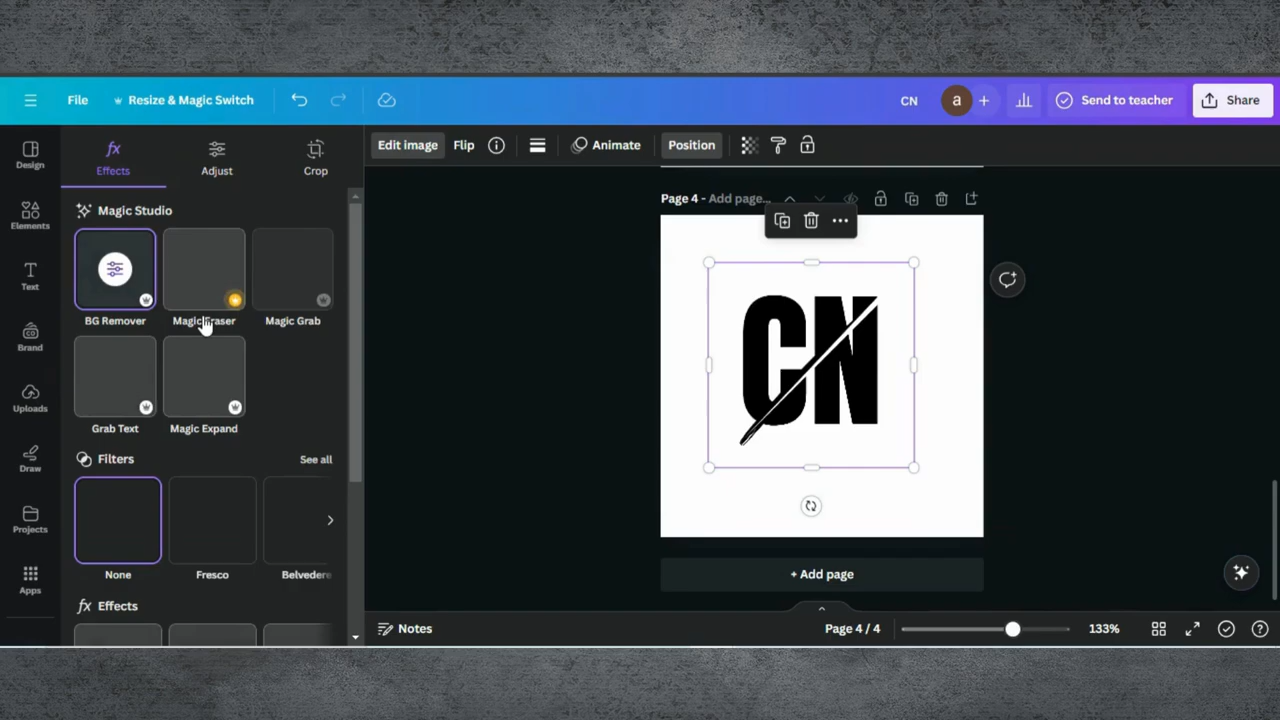 File
Resize & Magic Switch
CN
a
Send to teacher
Share
Design
Elements
Text
Brand
Uploads
Draw
Projects
Apps
Effects
Adjust
Crop
Magic Studio
BG Remover
Magic Eraser
Magic Grab
Grab Text
Magic Expand
Filters
See all
None
Fresco
Belvedere
Effects
Edit image
Flip
Animate
Position
Page 4 - Add page...
CN
+ Add page
Notes
Page 4 / 4
133%